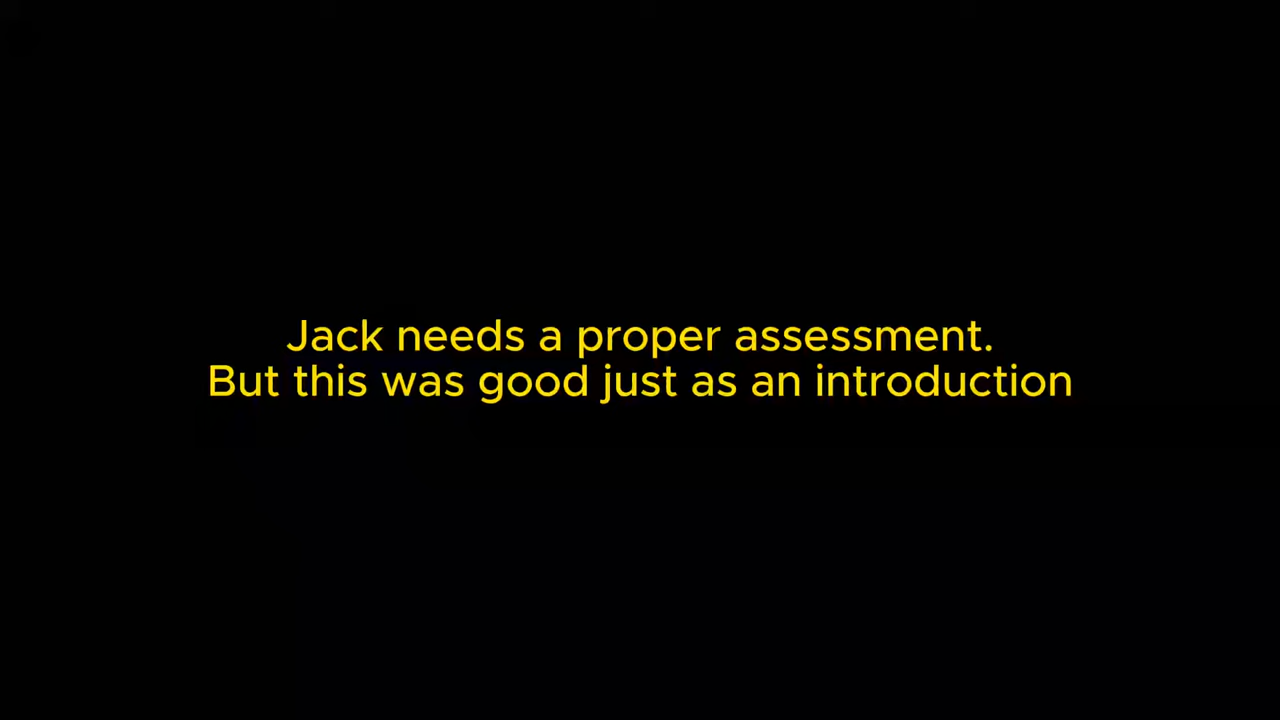 Jack needs a proper assessment.
But this was good just as an introduction